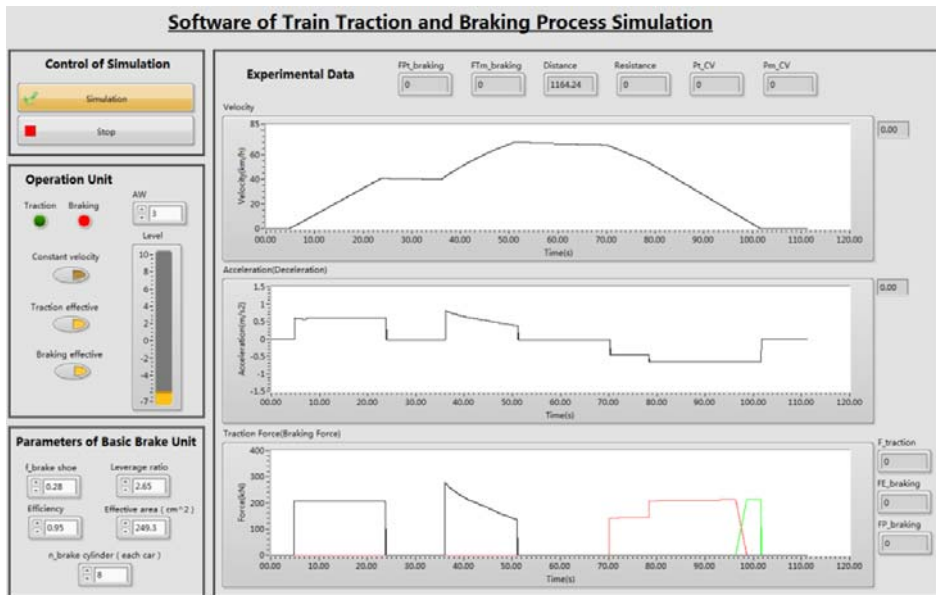 Software of Train Traction and Braking Process Simulation
Control of Simulation
Simulation
Stop
Operation Unit
Traction Braking
AW
3
Level
Constant velocity
Traction effective
Braking effective
10
8
6
4
2
0
-2
-4
-7
Parameters of Basic Brake Unit
f_brake shoe Leverage ratio
0.28 2.65
Efficiency Effective area ( cm^2 )
0.95 249.3
n_brake cylinder ( each car )
8
Experimental Data
FPt_braking FTm_braking Distance Resistance Pt_CV Pm_CV
0 0 1164.24 0 0 0
Velocity
0.00
Velocity(km/h)
85
60
40
20
0
00.00 10.00 20.00 30.00 40.00 50.00 60.00 70.00 80.00 90.00 100.00 110.00 120.00
Time(s)
Acceleration(Deceleration)
0.00
Acceleration(m/s2)
1.5
1
0.5
0
-0.5
-1
-1.5
00.00 10.00 20.00 30.00 40.00 50.00 60.00 70.00 80.00 90.00 100.00 110.00 120.00
Time(s)
Traction Force(Braking Force)
Force(kN)
400
300
200
100
0
00.00 10.00 20.00 30.00 40.00 50.00 60.00 70.00 80.00 90.00 100.00 110.00 120.00
Time(s)
F_traction
0
FE_braking
0
FP_braking
0